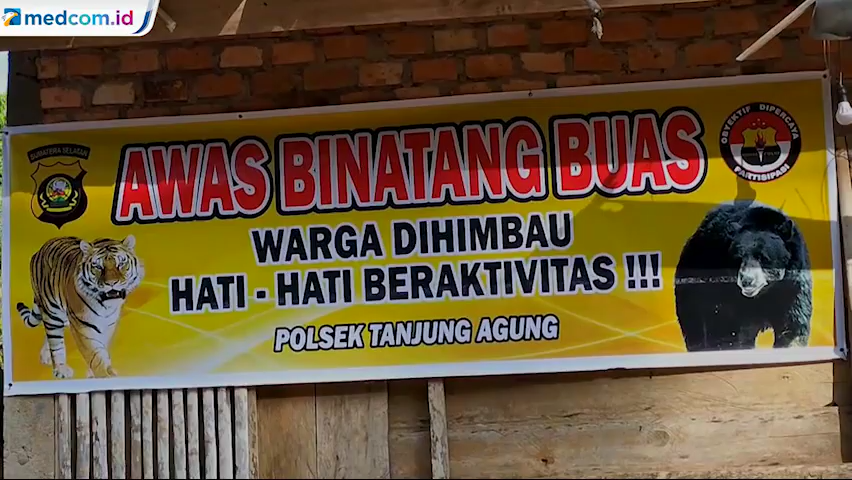 medcom.id
SUMATERA SELATAN
OBYEKTIF DIPERCAYA
PARTISIPASI
AWAS BINATANG BUAS
WARGA DIHIMBAU
HATI - HATI BERAKTIVITAS !!!
POLSEK TANJUNG AGUNG